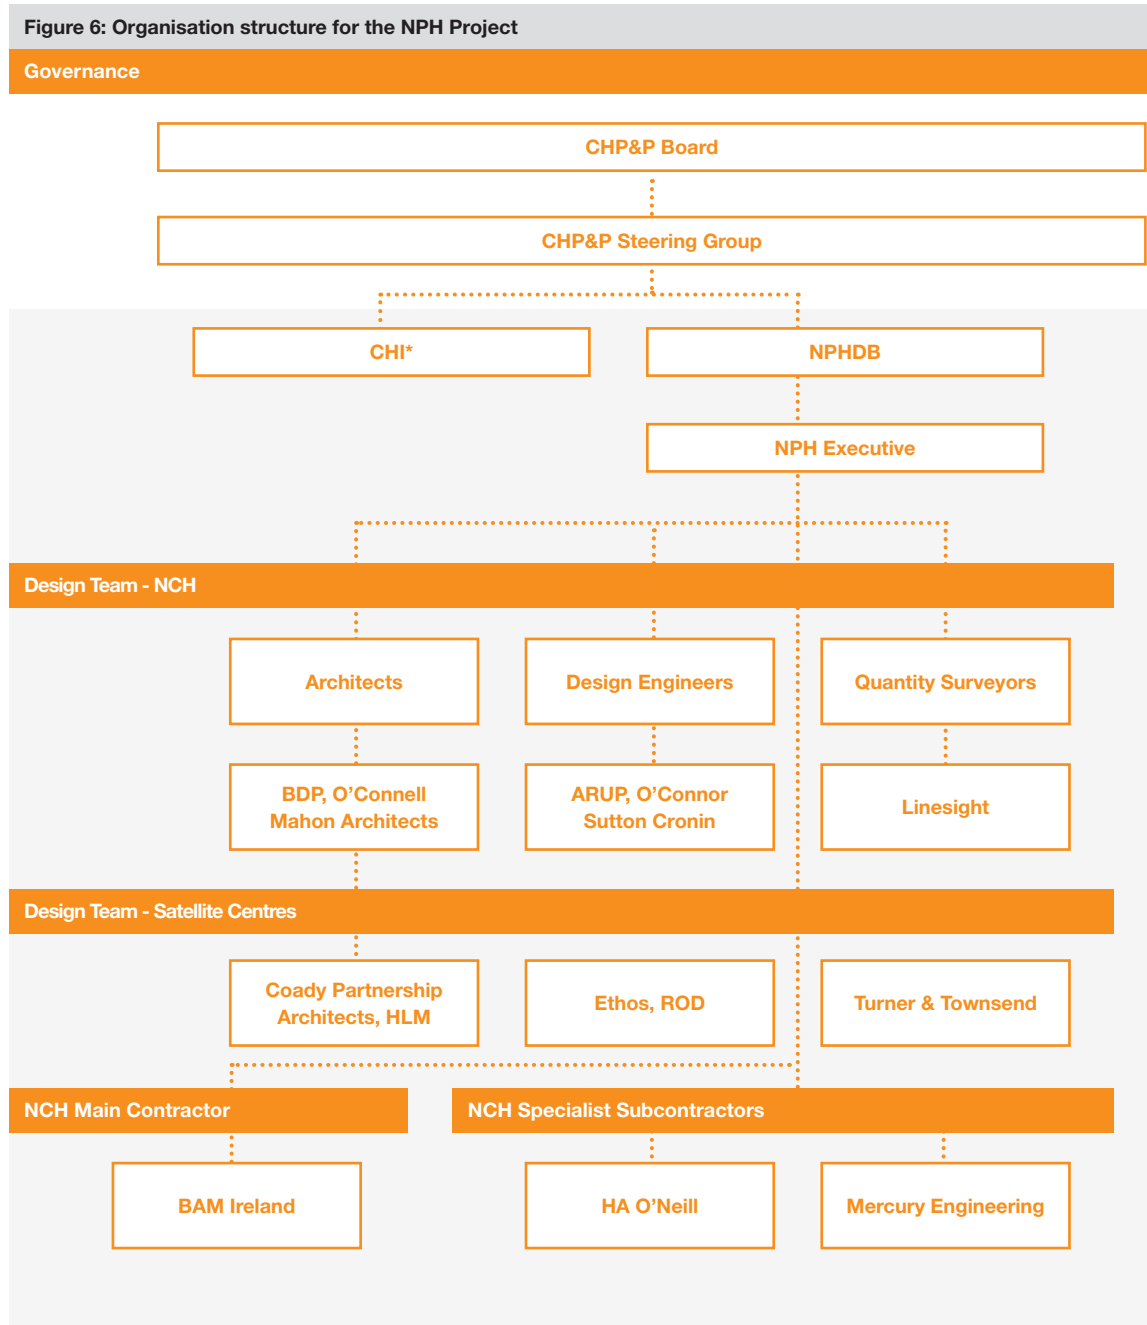 Figure 6: Organisation structure for the NPH Project
Governance
CHP&P Board
CHP&P Steering Group
CHI*
NPHDB
NPH Executive
Design Team - NCH
Architects
Design Engineers
Quantity Surveyors
BDP, O’Connell
Mahon Architects
ARUP, O’Connor
Sutton Cronin
Linesight
Design Team - Satellite Centres
Coady Partnership
Architects, HLM
Ethos, ROD
Turner & Townsend
NCH Main Contractor
NCH Specialist Subcontractors
BAM Ireland
HA O’Neill
Mercury Engineering